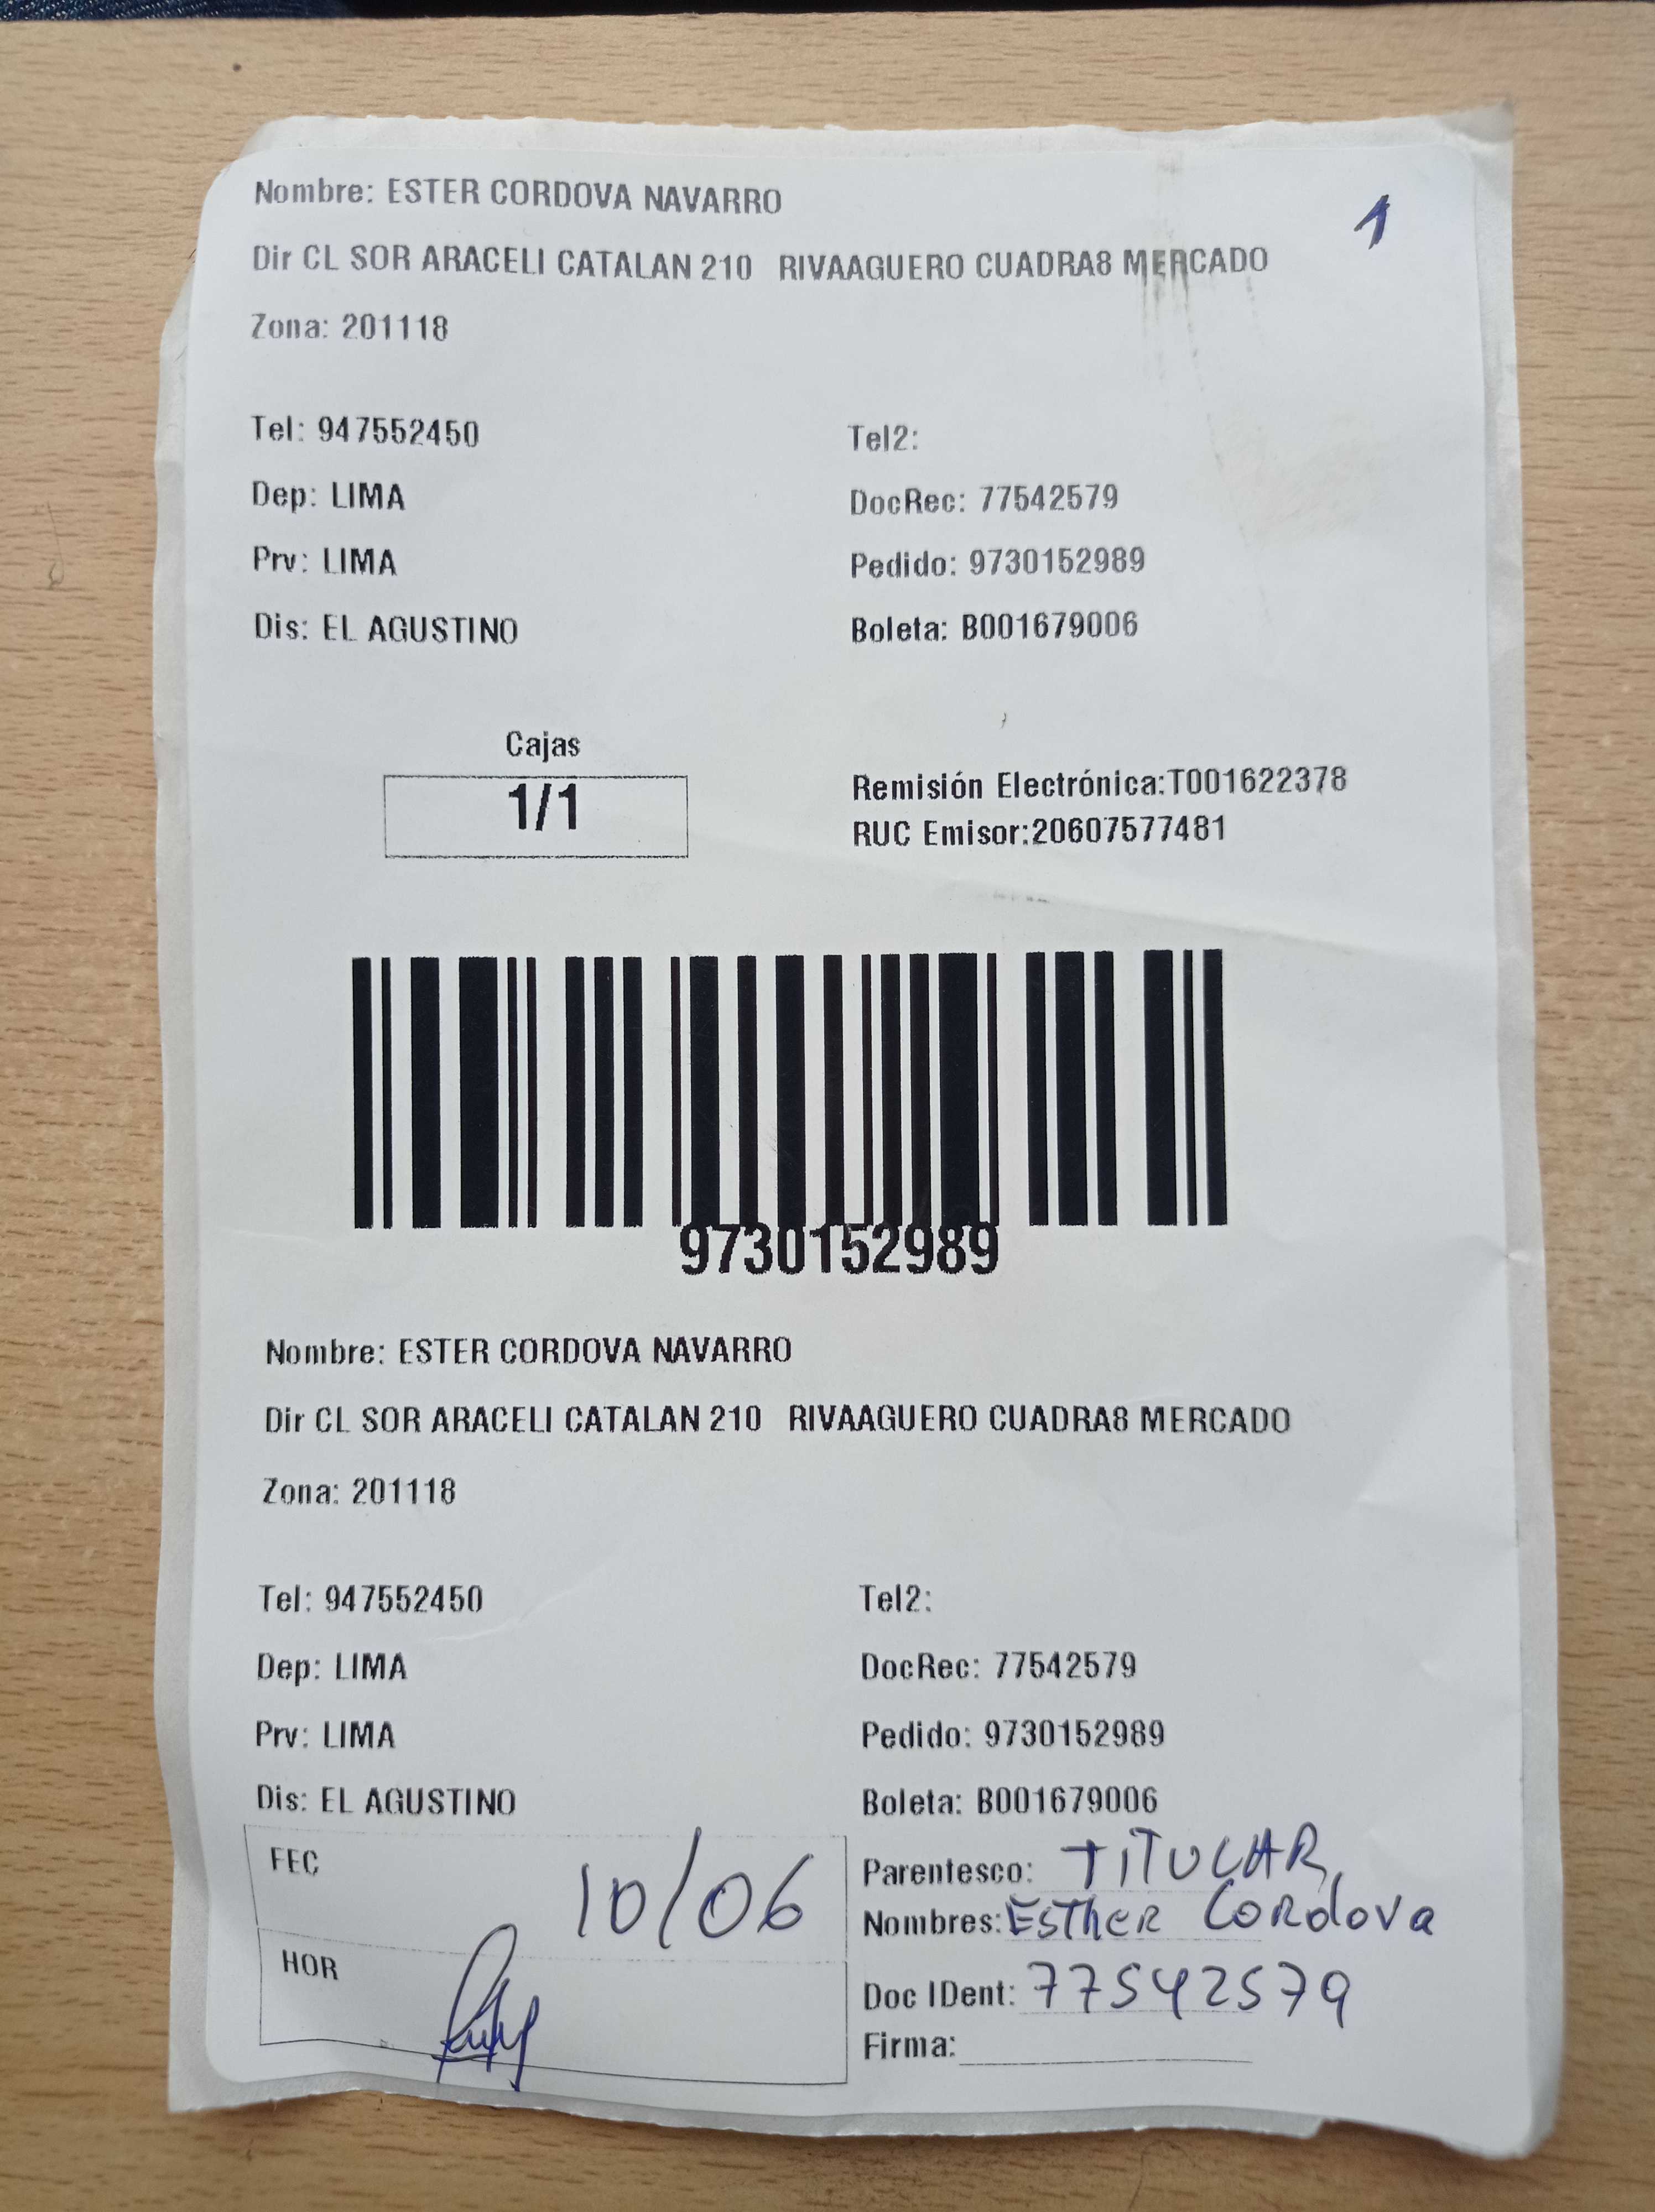 Nombre: ESTER CORDOVA NAVARRO
1
Dir CL SOR ARACELI CATALAN 210 RIVAAGUERO CUADRA8 MERCADO
Zona: 201118
Tel: 947552450 Tel2:
Dep: LIMA DocRec: 77542579
Prv: LIMA Pedido: 9730152989
Dis: EL AGUSTINO Boleta: B001679006
Cajas
1/1
Remisión Electrónica:T001622378
RUC Emisor:20607577481
9730152989
Nombre: ESTER CORDOVA NAVARRO
Dir CL SOR ARACELI CATALAN 210 RIVAAGUERO CUADRA8 MERCADO
Zona: 201118
Tel: 947552450 Tel2:
Dep: LIMA DocRec: 77542579
Prv: LIMA Pedido: 9730152989
Dis: EL AGUSTINO Boleta: B001679006
FEC 10/06 Parentesco: TITULAR
Nombres: EstheR CoRdova
HOR Doc IDent: 77542579
Firma: